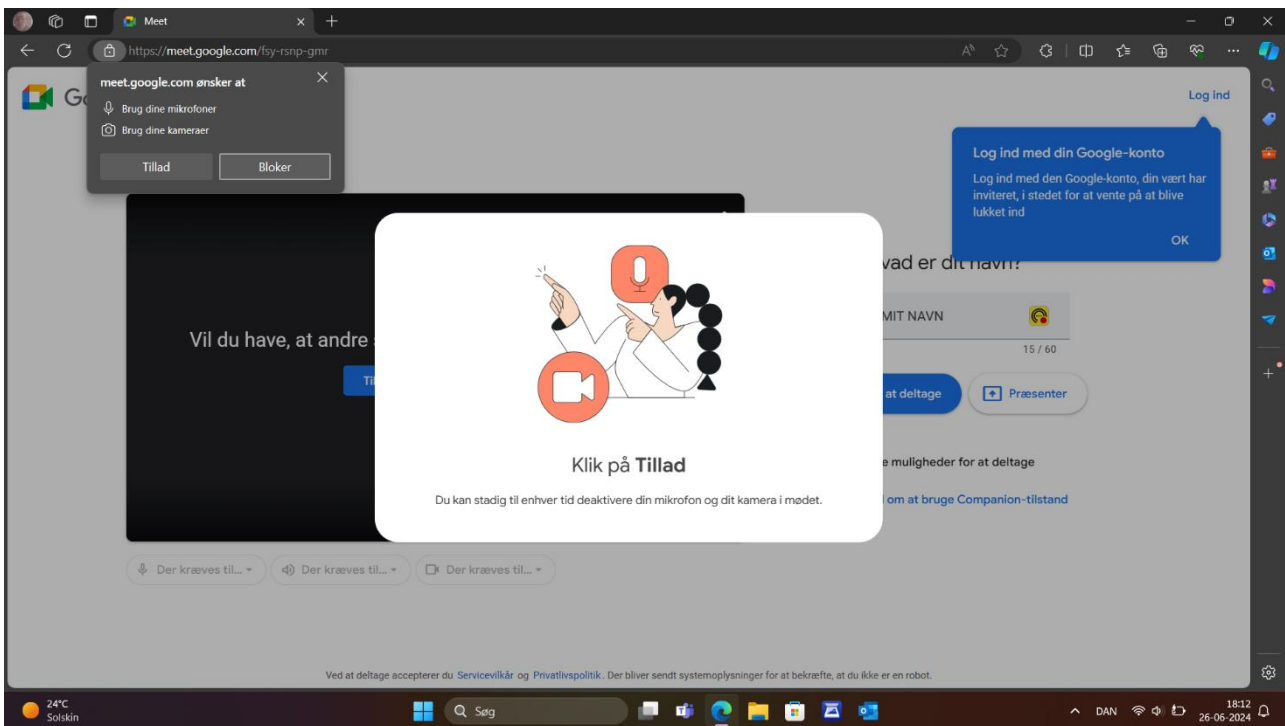 Meet
https://meet.google.com/fsy-rsnp-gmr
meet.google.com ønsker at
Brug dine mikrofoner
Brug dine kameraer
Tillad
Bloker
Log ind
Log ind med din Google-konto
Log ind med den Google-konto, din vært har
inviteret, i stedet for at vente på at blive
lukket ind
OK
vad er dit navn?
MIT NAVN
15 / 60
Vil du have, at andre
at deltage
Præsenter
Klik på Tillad
Du kan stadig til enhver tid deaktivere din mikrofon og dit kamera i mødet.
e muligheder for at deltage
om at bruge Companion-tilstand
Der kræves til...
Der kræves til...
Der kræves til...
Ved at deltage accepterer du Servicevilkår og Privatlivspolitik. Der bliver sendt systemoplysninger for at bekræfte, at du ikke er en robot.
24°C
Solskin
Søg
DAN
18:12
26-06-2024